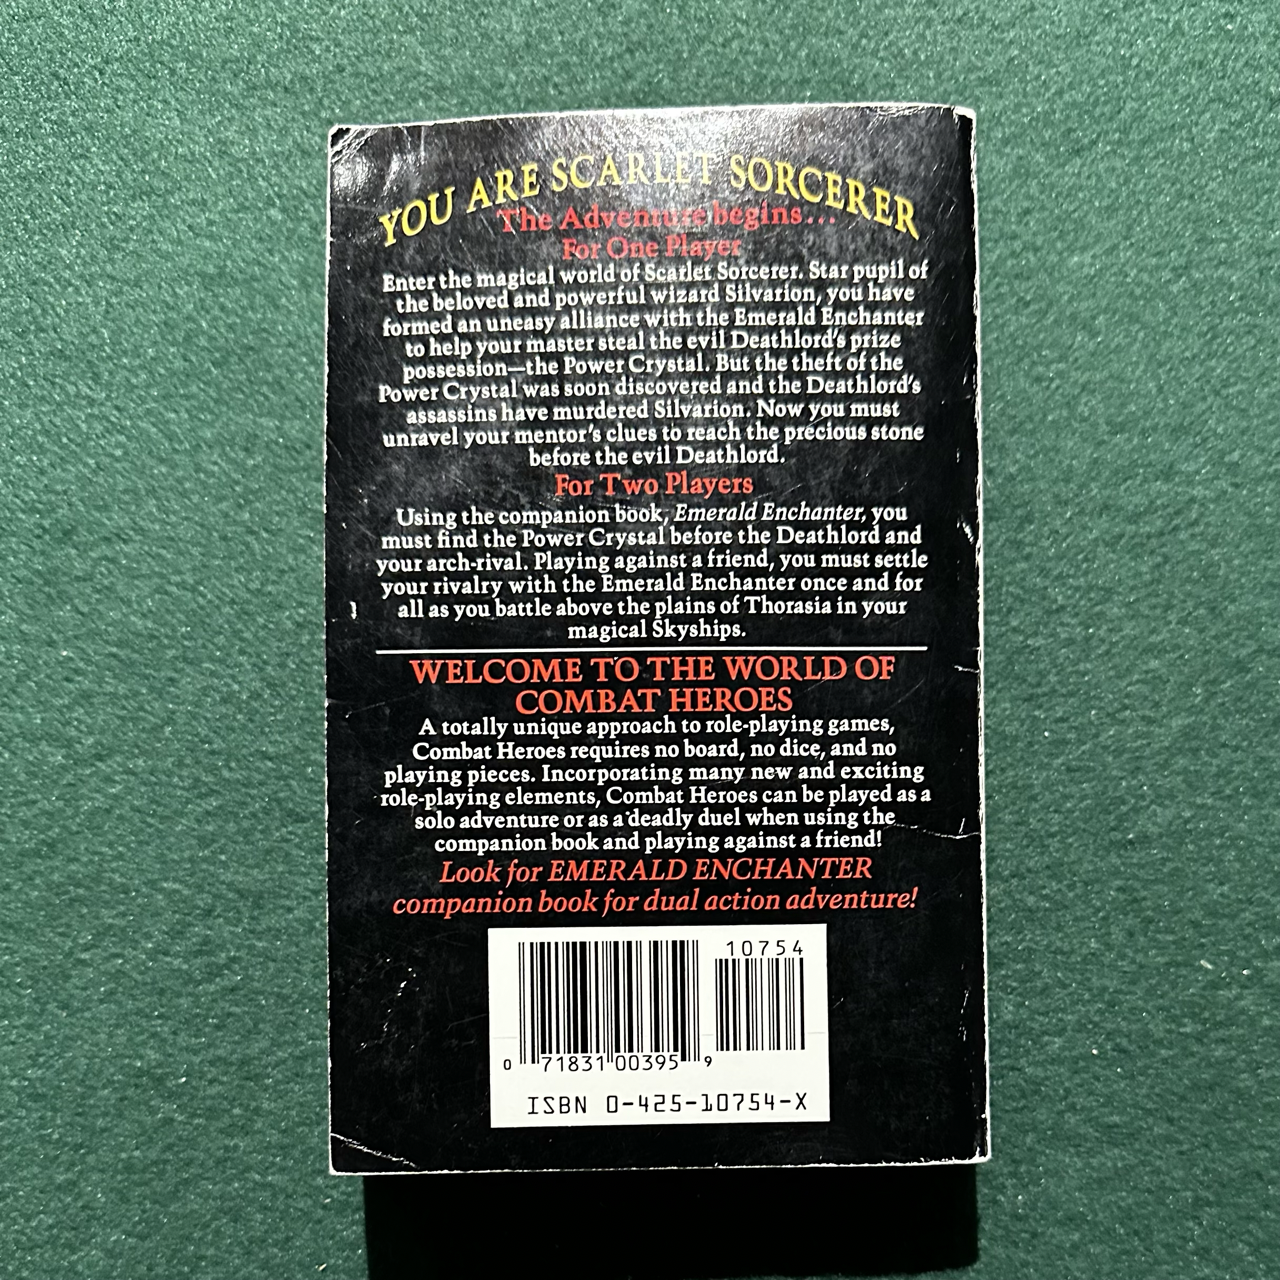 YOU ARE SCARLET SORCERER
The Adventure begins...
For One Player
Enter the magical world of Scarlet Sorcerer. Star pupil of
the beloved and powerful wizard Silvarion, you have
formed an uneasy alliance with the Emerald Enchanter
to help your master steal the evil Deathlord's prize
possession—the Power Crystal. But the theft of the
Power Crystal was soon discovered and the Deathlord's
assassins have murdered Silvarion. Now you must
unravel your mentor's clues to reach the precious stone
before the evil Deathlord.
For Two Players
Using the companion book, Emerald Enchanter, you
must find the Power Crystal before the Deathlord and
your arch-rival. Playing against a friend, you must settle
your rivalry with the Emerald Enchanter once and for
all as you battle above the plains of Thorasia in your
magical Skyships.
WELCOME TO THE WORLD OF
COMBAT HEROES
A totally unique approach to role-playing games,
Combat Heroes requires no board, no dice, and no
playing pieces. Incorporating many new and exciting
role-playing elements, Combat Heroes can be played as a
solo adventure or as a deadly duel when using the
companion book and playing against a friend!
Look for EMERALD ENCHANTER
companion book for dual action adventure!
10754
0 71831 00395 9
ISBN 0-425-10754-X